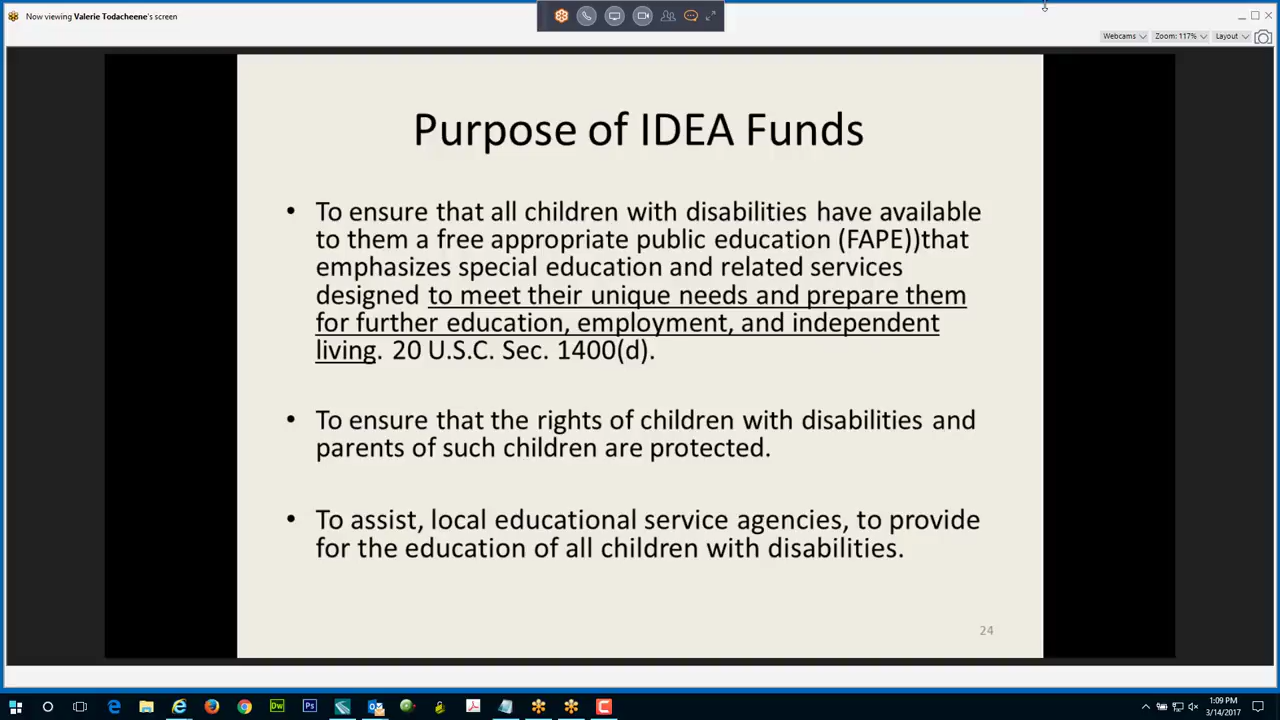 Now viewing Valerie Todacheene's screen
Webcams Zoom: 117% Layout
Purpose of IDEA Funds
• To ensure that all children with disabilities have available
to them a free appropriate public education (FAPE))that
emphasizes special education and related services
designed to meet their unique needs and prepare them
for further education, employment, and independent
living. 20 U.S.C. Sec. 1400(d).
• To ensure that the rights of children with disabilities and
parents of such children are protected.
• To assist, local educational service agencies, to provide
for the education of all children with disabilities.
24
Dw Ps
1:09 PM
3/14/2017